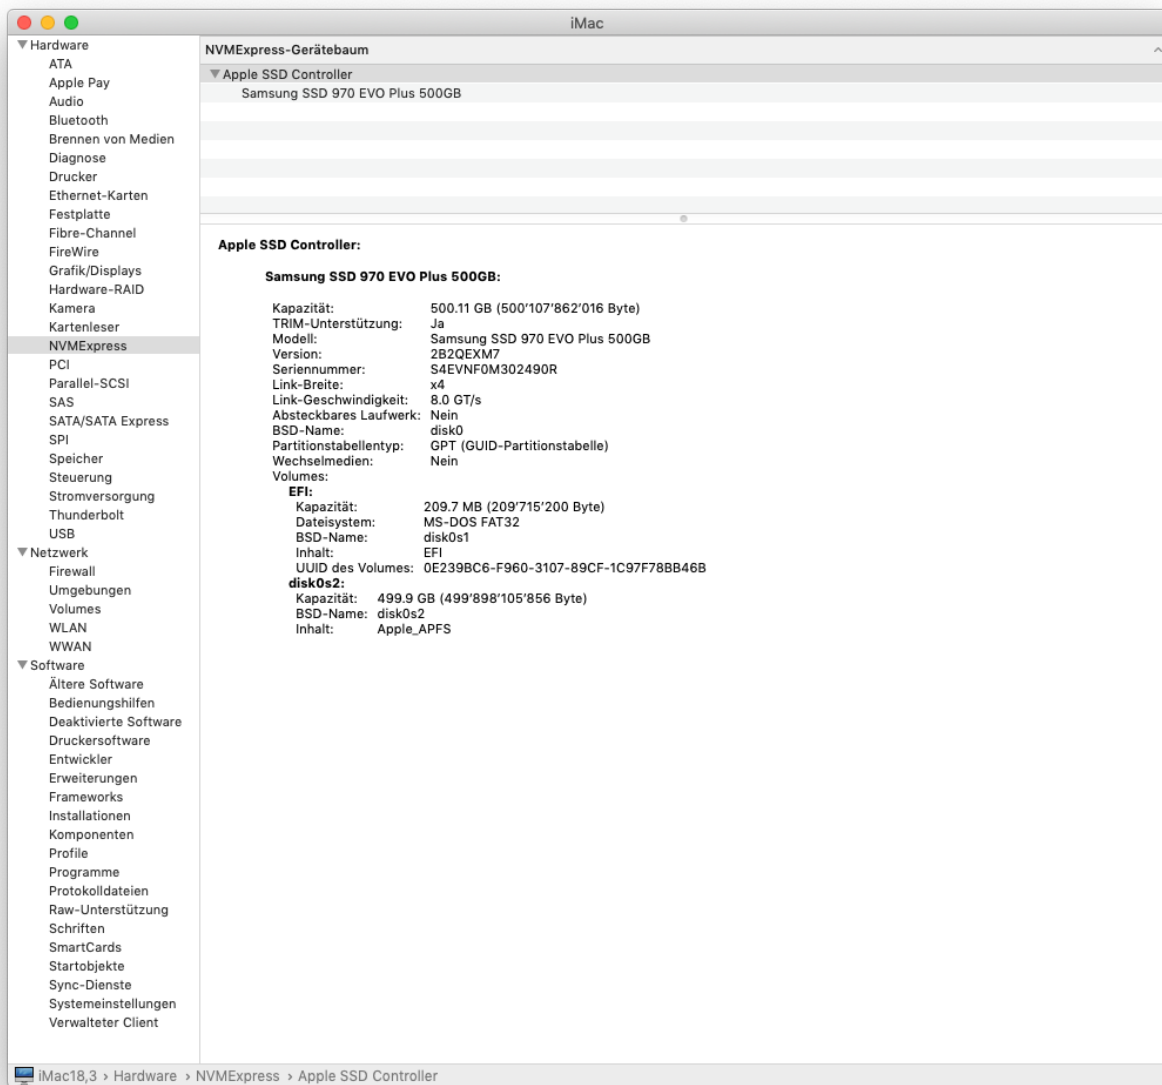 iMac
Hardware
ATA
Apple Pay
Audio
Bluetooth
Brennen von Medien
Diagnose
Drucker
Ethernet-Karten
Festplatte
Fibre-Channel
FireWire
Grafik/Displays
Hardware-RAID
Kamera
Kartenleser
NVMExpress
PCI
Parallel-SCSI
SAS
SATA/SATA Express
SPI
Speicher
Steuerung
Stromversorgung
Thunderbolt
USB
Netzwerk
Firewall
Umgebungen
Volumes
WLAN
WWAN
Software
Ältere Software
Bedienungshilfen
Deaktivierte Software
Druckersoftware
Entwickler
Erweiterungen
Frameworks
Installationen
Komponenten
Profile
Programme
Protokolldateien
Raw-Unterstützung
Schriften
SmartCards
Startobjekte
Sync-Dienste
Systemeinstellungen
Verwalteter Client
NVMExpress-Gerätebaum
Apple SSD Controller
Samsung SSD 970 EVO Plus 500GB
Apple SSD Controller:
Samsung SSD 970 EVO Plus 500GB:
Kapazität: 500.11 GB (500’107’862’016 Byte)
TRIM-Unterstützung: Ja
Modell: Samsung SSD 970 EVO Plus 500GB
Version: 2B2QEXM7
Seriennummer: S4EVNF0M302490R
Link-Breite: x4
Link-Geschwindigkeit: 8.0 GT/s
Absteckbares Laufwerk: Nein
BSD-Name: disk0
Partitionstabellentyp: GPT (GUID-Partitionstabelle)
Wechselmedien: Nein
Volumes:
EFI:
Kapazität: 209.7 MB (209’715’200 Byte)
Dateisystem: MS-DOS FAT32
BSD-Name: disk0s1
Inhalt: EFI
UUID des Volumes: 0E239BC6-F960-3107-89CF-1C97F78BB46B
disk0s2:
Kapazität: 499.9 GB (499’898’105’856 Byte)
BSD-Name: disk0s2
Inhalt: Apple_APFS
iMac18,3 › Hardware › NVMExpress › Apple SSD Controller